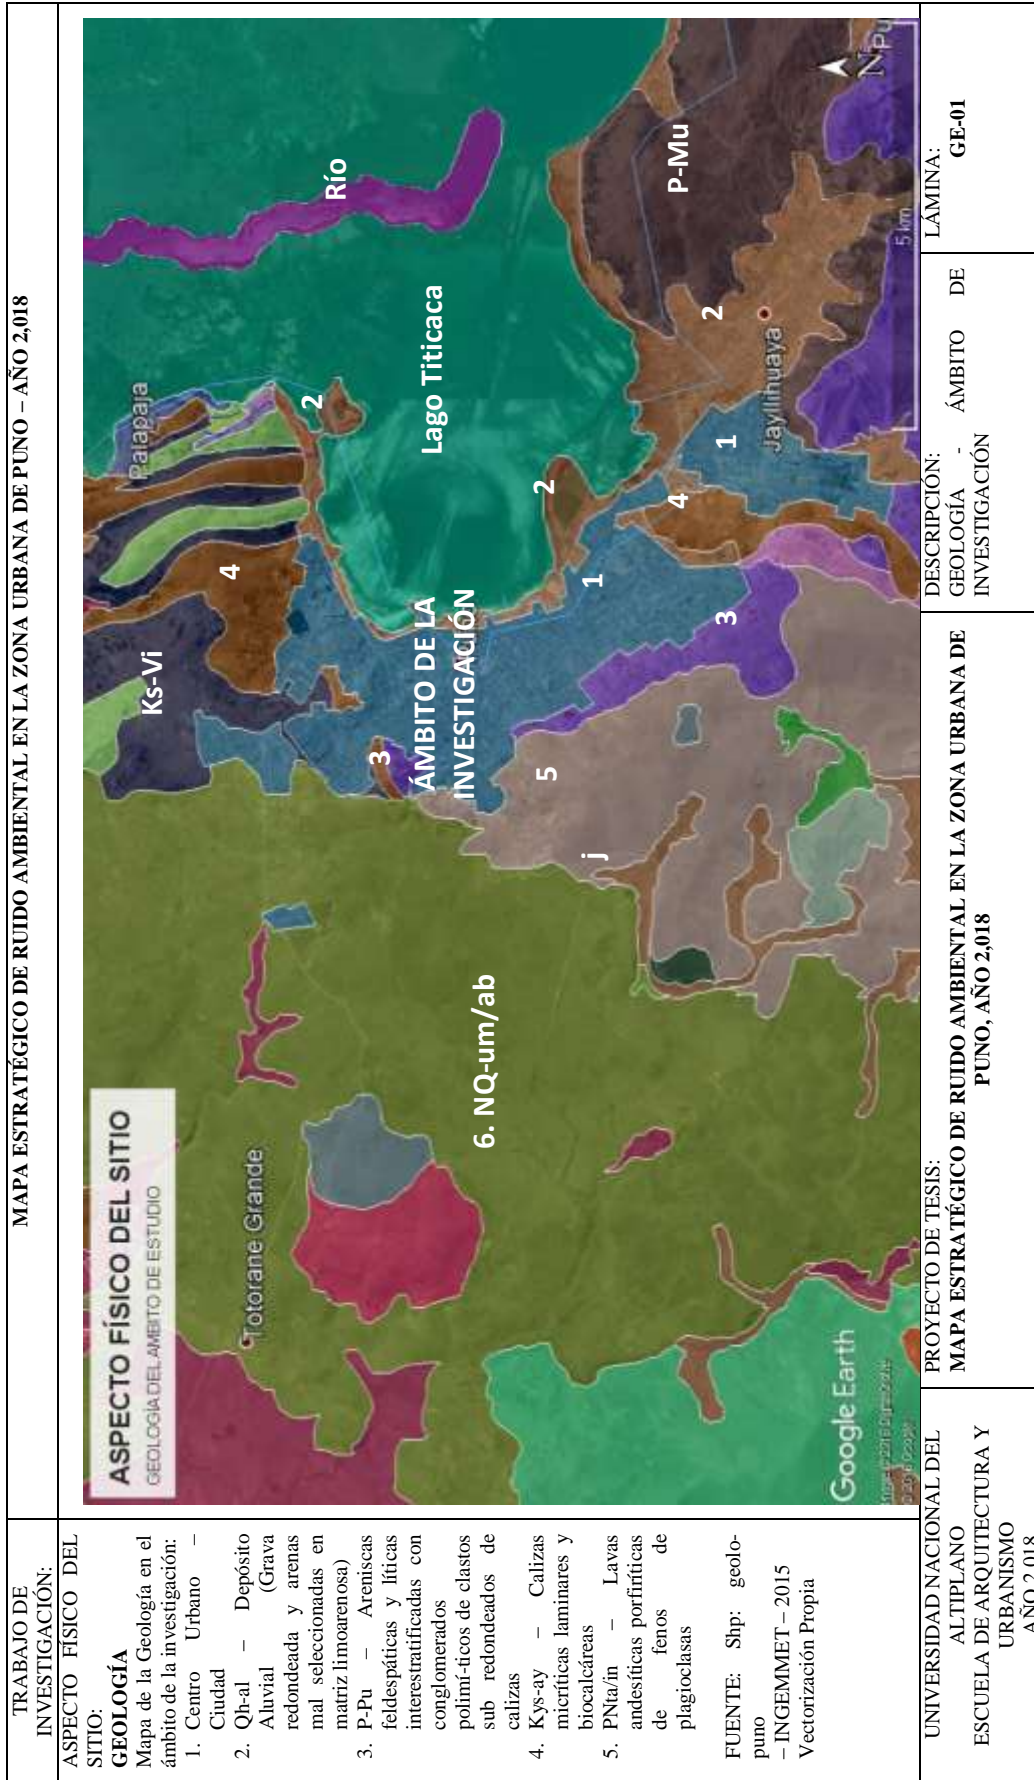 MAPA ESTRATÉGICO DE RUIDO AMBIENTAL EN LA ZONA URBANA DE PUNO – AÑO 2,018
TRABAJO DE
INVESTIGACIÓN:
ASPECTO FÍSICO DEL
SITIO:
GEOLOGÍA
Mapa de la Geología en el
ámbito de la investigación:
1. Centro Urbano –
Ciudad
2. Qh-al – Depósito
Aluvial (Grava
redondeada y arenas
mal seleccionadas en
matriz limoarenosa)
3. P-Pu – Areniscas
feldespáticas y líticas
interestratificadas con
conglomerados
polimí-ticos de clastos
sub redondeados de
calizas
4. Kys-ay – Calizas
micríticas laminares y
biocalcáreas
5. PNta/in – Lavas
andesíticas porfiríticas
de fenos de
plagioclasas
FUENTE: Shp: geolo-
puno
– INGEMMET – 2015
Vectorización Propia
ASPECTO FÍSICO DEL SITIO
GEOLOGÍA DEL AMBITO DE ESTUDIO
Totorane Grande
6. NQ-um/ab
Ks-Vi
4
Palapaja
2
Río
Lago Titicaca
ÁMBITO DE LA
INVESTIGACIÓN
3
5
j
2
1
3
4
1
2
P-Mu
Jayllihuaya
N
Pu
5 km
Google Earth
UNIVERSIDAD NACIONAL DEL
ALTIPLANO
ESCUELA DE ARQUITECTURA Y
URBANISMO
AÑO 2,018
PROYECTO DE TESIS:
MAPA ESTRATÉGICO DE RUIDO AMBIENTAL EN LA ZONA URBANA DE
PUNO, AÑO 2,018
DESCRIPCIÓN:
GEOLOGÍA - ÁMBITO DE
INVESTIGACIÓN
LÁMINA:
GE-01